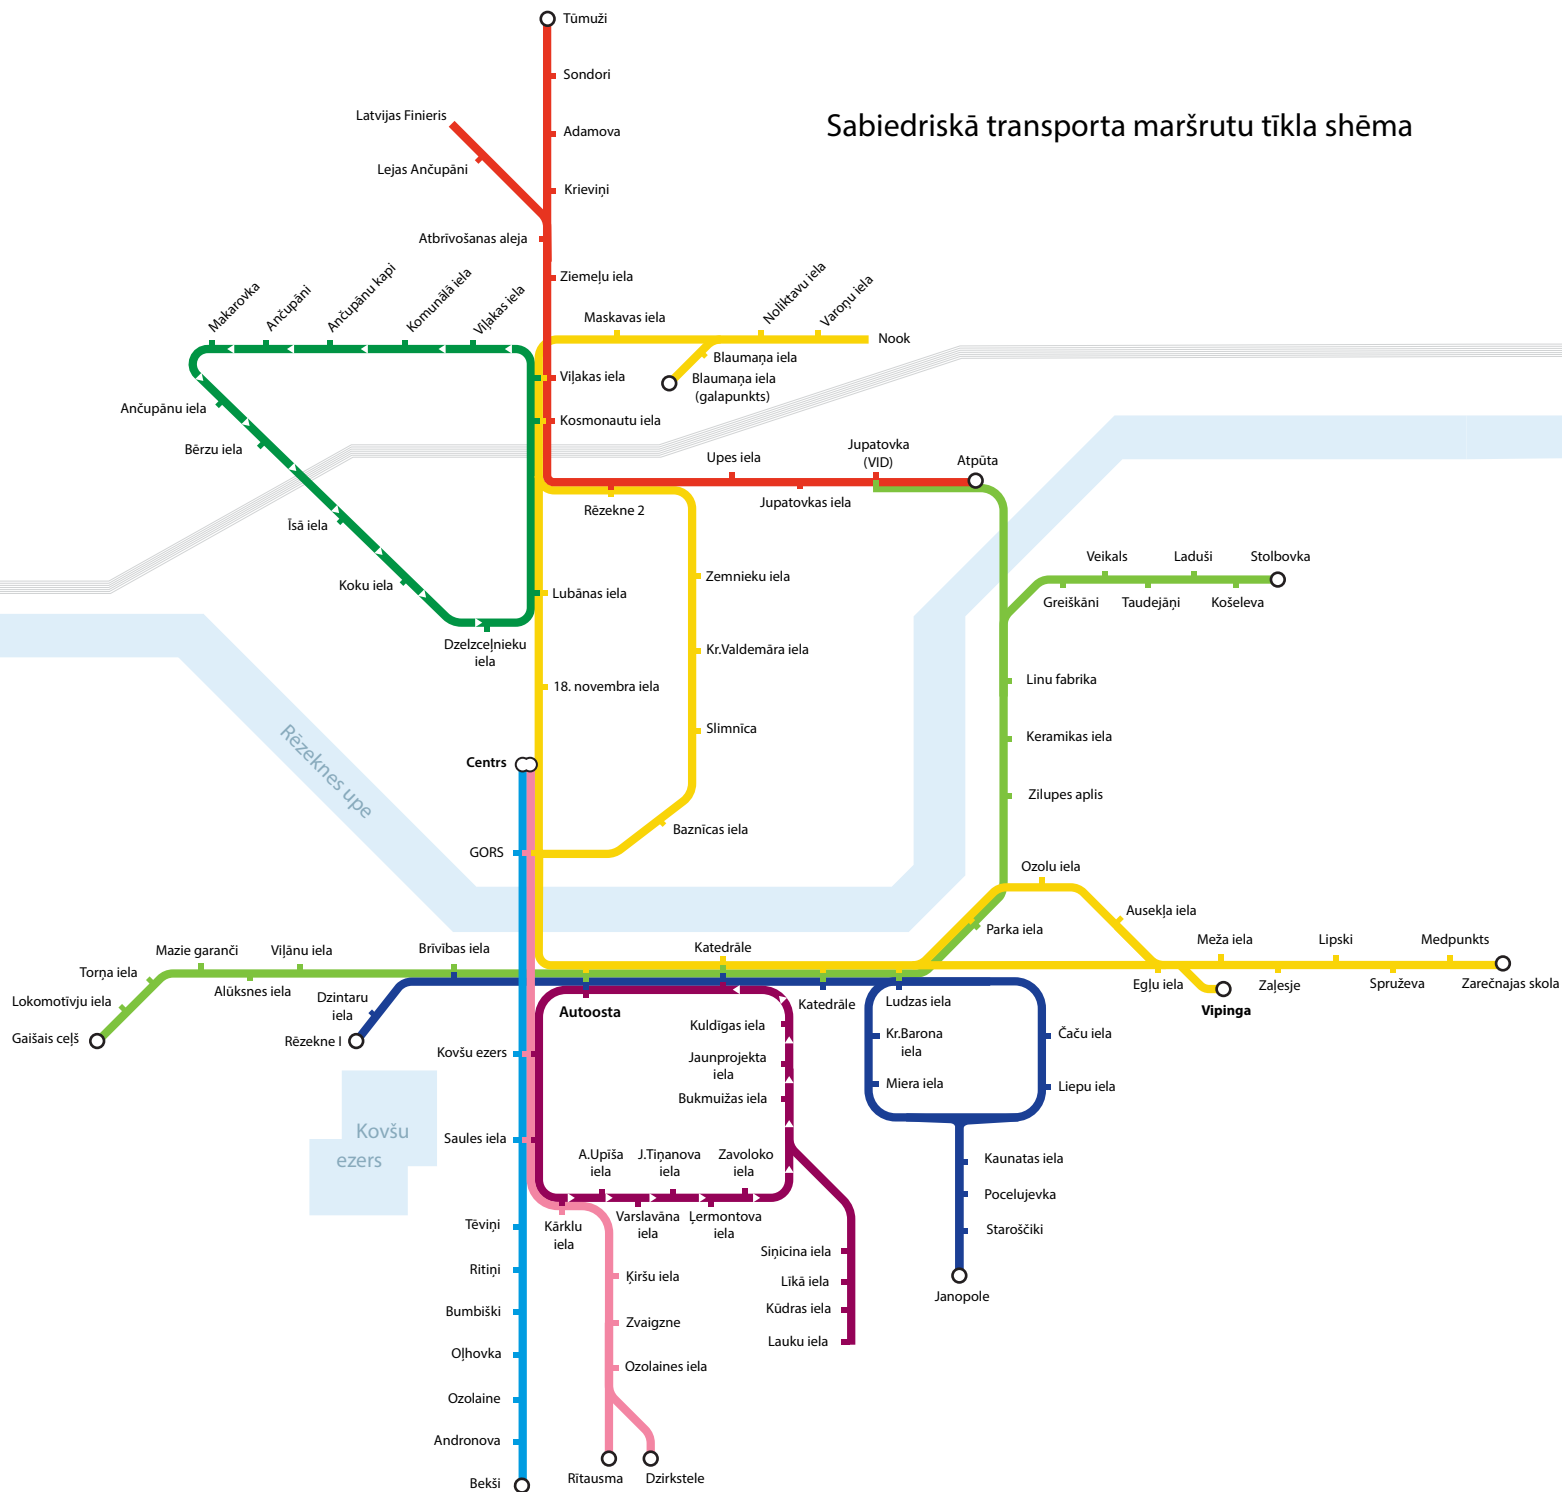 Tūmuži
Sondori
Latvijas Finieris
Adamova
Sabiedriskā transporta maršrutu tīkla shēma
Lejas Ančupāni
Krieviņi
Atbrīvošanas aleja
Ziemeļu iela
Makarovka
Ančupāni
Ančupānu kapi
Komunālā iela
Viļakas iela
Maskavas iela
Noliktavu iela
Varoņu iela
Nook
Blaumaņa iela
Viļakas iela
Blaumaņa iela
(galapunkts)
Ančupānu iela
Kosmonautu iela
Bērzu iela
Upes iela
Jupatovka
(VID)
Atpūta
Rēzekne 2
Jupatovkas iela
Īsā iela
Veikals
Laduši
Stolbovka
Zemnieku iela
Koku iela
Lubānas iela
Greiškāni
Taudejāņi
Košeleva
Dzelzceļnieku
iela
Kr.Valdemāra iela
Linu fabrika
18. novembra iela
Slimnīca
Keramikas iela
Rēzeknes upe
Centrs
Zilupes aplis
Baznīcas iela
GORS
Ozolu iela
Ausekļa iela
Parka iela
Mazie garanči
Viļānu iela
Brīvības iela
Katedrāle
Meža iela
Lipski
Medpunkts
Torņa iela
Alūksnes iela
Dzintaru
iela
Lokomotīvju iela
Autoosta
Katedrāle
Ludzas iela
Egļu iela
Zaļesje
Spruževa
Zarečnajas skola
Vipinga
Gaišais ceļš
Rēzekne I
Kuldīgas iela
Kr.Barona
iela
Čaču iela
Kovšu ezers
Jaunprojekta
iela
Miera iela
Liepu iela
Bukmuižas iela
Kovšu
ezers
Saules iela
A.Upīša
iela
J.Tiņanova
iela
Zavoloko
iela
Kaunatas iela
Pocelujevka
Tēviņi
Kārklu
iela
Varslavāna
iela
Ļermontova
iela
Staroščiki
Siņicina iela
Ritiņi
Ķiršu iela
Līkā iela
Janopole
Bumbiški
Zvaigzne
Kūdras iela
Lauku iela
Oļhovka
Ozolaines iela
Ozolaine
Andronova
Bekši
Rītausma
Dzirkstele